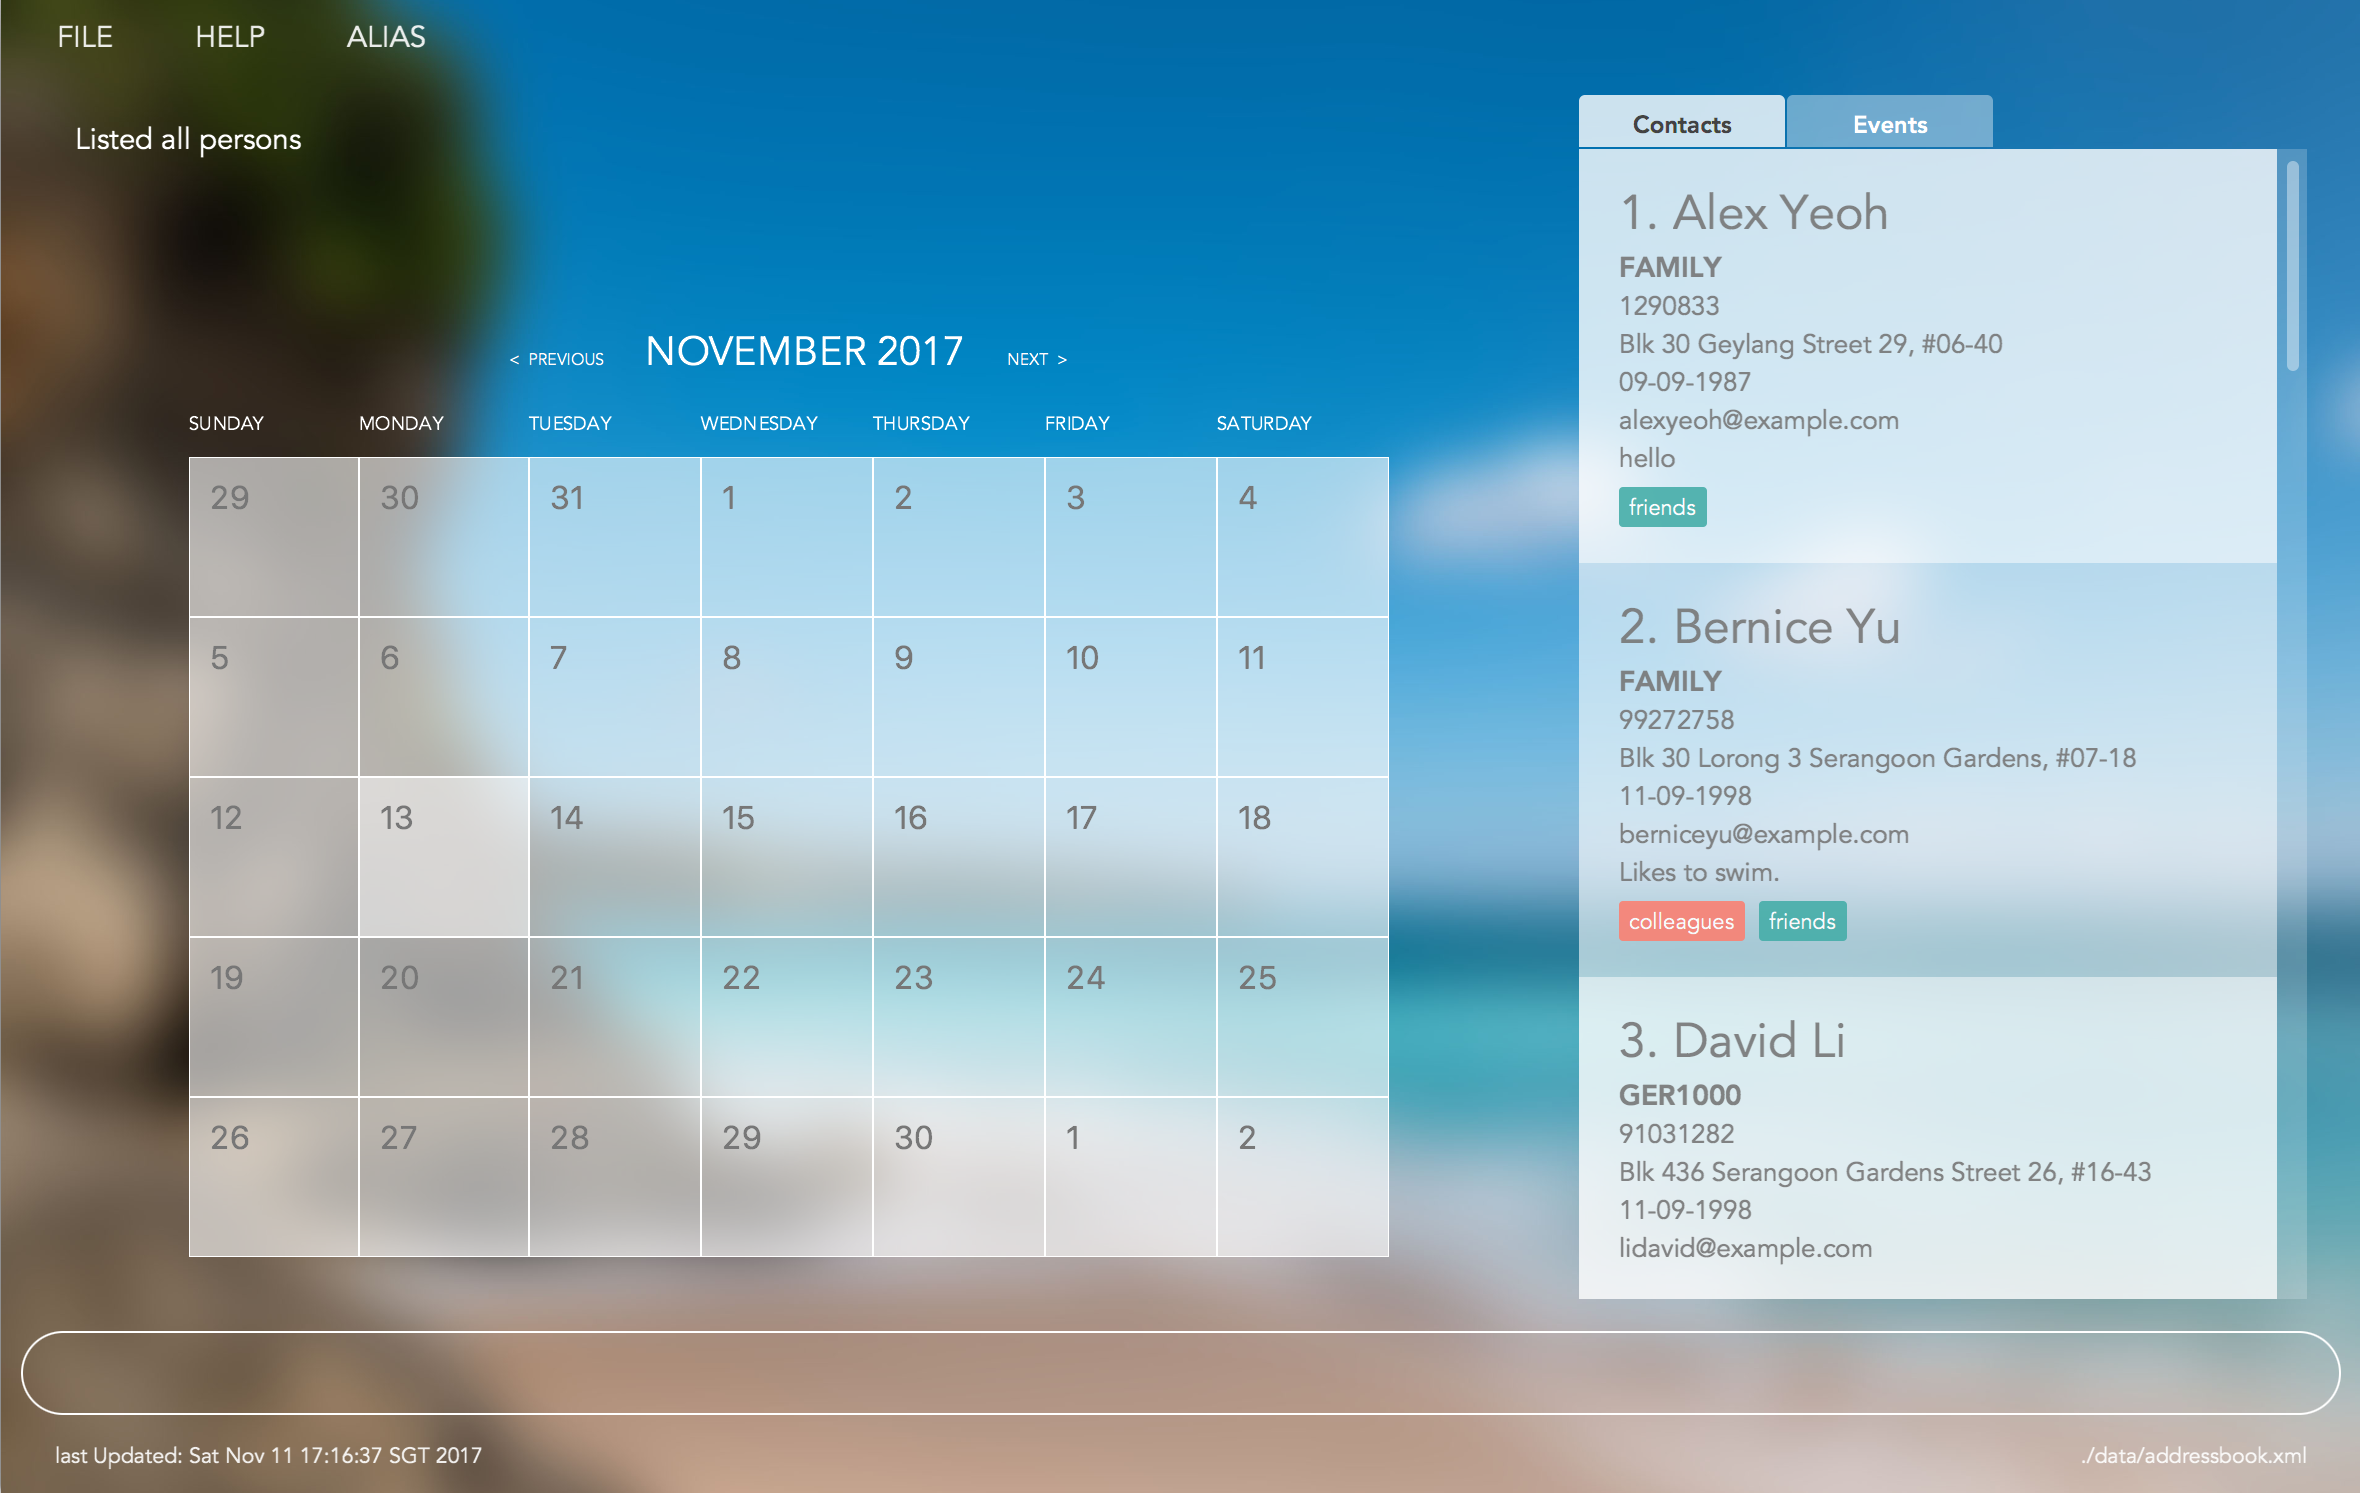 FILE HELP ALIAS
Listed all persons
< PREVIOUS NOVEMBER 2017 NEXT >
SUNDAY MONDAY TUESDAY WEDNESDAY THURSDAY FRIDAY SATURDAY
29 30 31 1 2 3 4
5 6 7 8 9 10 11
12 13 14 15 16 17 18
19 20 21 22 23 24 25
26 27 28 29 30 1 2
Contacts Events
1. Alex Yeoh
FAMILY
1290833
Blk 30 Geylang Street 29, #06-40
09-09-1987
alexyeoh@example.com
hello
friends
2. Bernice Yu
FAMILY
99272758
Blk 30 Lorong 3 Serangoon Gardens, #07-18
11-09-1998
berniceyu@example.com
Likes to swim.
colleagues friends
3. David Li
GER1000
91031282
Blk 436 Serangoon Gardens Street 26, #16-43
11-09-1998
lidavid@example.com
last Updated: Sat Nov 11 17:16:37 SGT 2017
./data/addressbook.xml